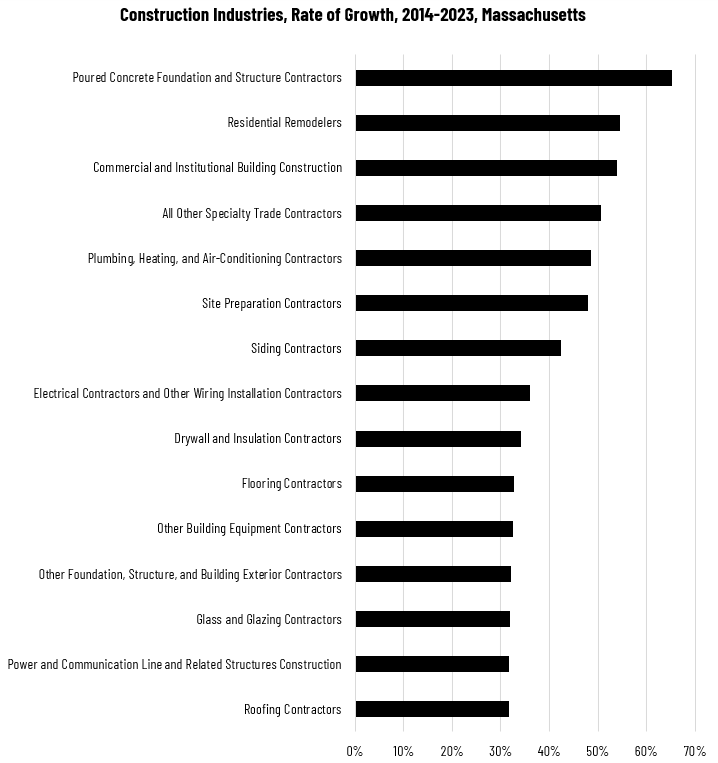 Construction Industries, Rate of Growth, 2014-2023, Massachusetts
Poured Concrete Foundation and Structure Contractors
Residential Remodelers
Commercial and Institutional Building Construction
All Other Specialty Trade Contractors
Plumbing, Heating, and Air-Conditioning Contractors
Site Preparation Contractors
Siding Contractors
Electrical Contractors and Other Wiring Installation Contractors
Drywall and Insulation Contractors
Flooring Contractors
Other Building Equipment Contractors
Other Foundation, Structure, and Building Exterior Contractors
Glass and Glazing Contractors
Power and Communication Line and Related Structures Construction
Roofing Contractors
0% 10% 20% 30% 40% 50% 60% 70%